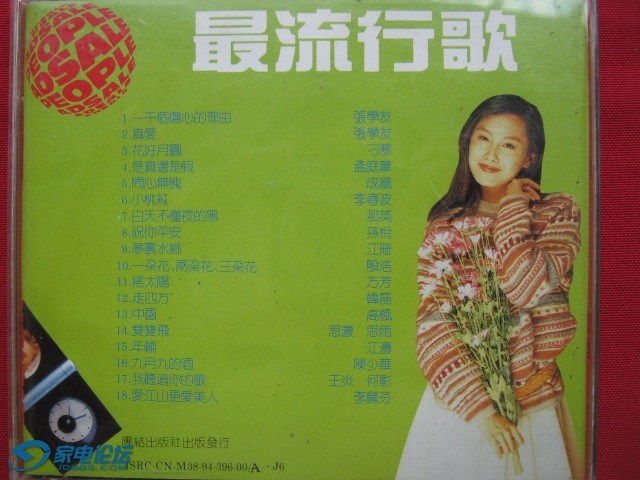 最流行歌
1.一千個傷心的理由 張學友
2.真愛 張學友
3.花好月圓 刁寒
4.是真還是假 孟庭葦
5.問心無愧 成龍
6.小桃紅 李春波
7.白天不懂夜的黑 那英
8.祝你平安 孫悅
9.夢裏水鄉 江珊
10.一朵花、兩朵花、三朵花 殷浩
11.搖太陽 方芳
12.走四方 韓磊
13.中國 高楓
14.雙雙飛 思濃 思雨
15.年輪 江濤
16.九月九的酒 陳少華
17.我聽過你的歌 王炎 何影
18.愛江山更愛美人 李麗芬
團結出版社出版發行
ISRC-CN-M38-94-396-00/A·J6
家电论坛
JD883.COM